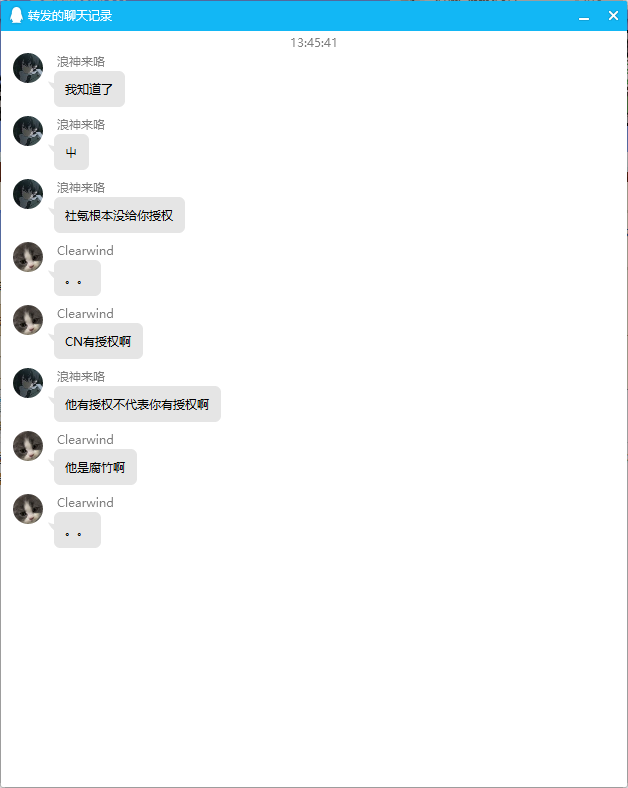 转发的聊天记录
13:45:41
浪神来咯
我知道了
浪神来咯
屮
浪神来咯
社氪根本没给你授权
Clearwind
。。
Clearwind
CN有授权啊
浪神来咯
他有授权不代表你有授权啊
Clearwind
他是腐竹啊
Clearwind
。。